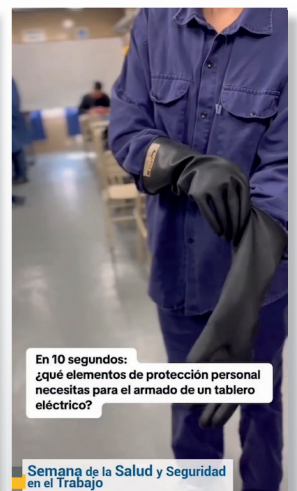 En 10 segundos:
¿qué elementos de protección personal
necesitas para el armado de un tablero
eléctrico?
Semana de la Salud y Seguridad
en el Trabajo